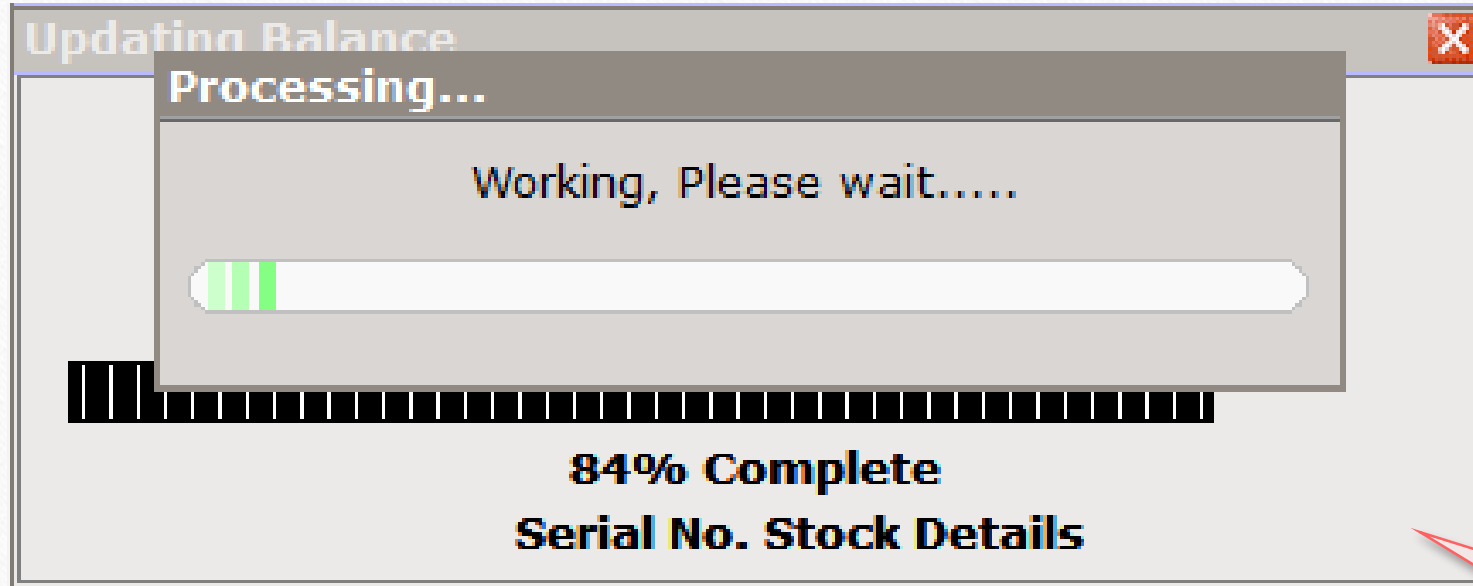 Updating Balance
Processing...
Working, Please wait.....
84% Complete
Serial No. Stock Details